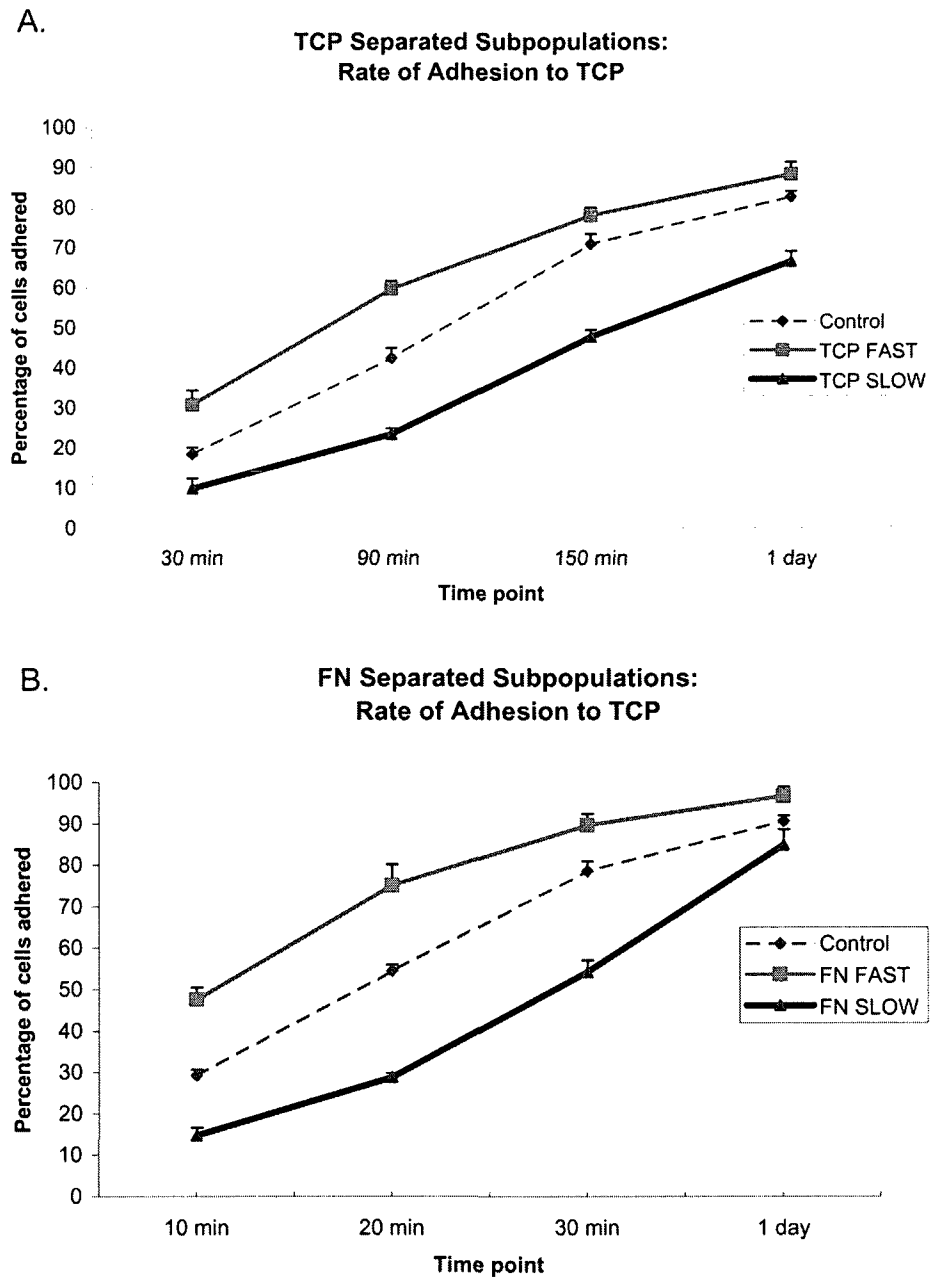 A.
TCP Separated Subpopulations:
Rate of Adhesion to TCP
Percentage of cells adhered
100
90
80
70
60
50
40
30
20
10
0
30 min
90 min
150 min
1 day
Time point
Control
TCP FAST
TCP SLOW
B.
FN Separated Subpopulations:
Rate of Adhesion to TCP
Percentage of cells adhered
100
90
80
70
60
50
40
30
20
10
0
10 min
20 min
30 min
1 day
Time point
Control
FN FAST
FN SLOW